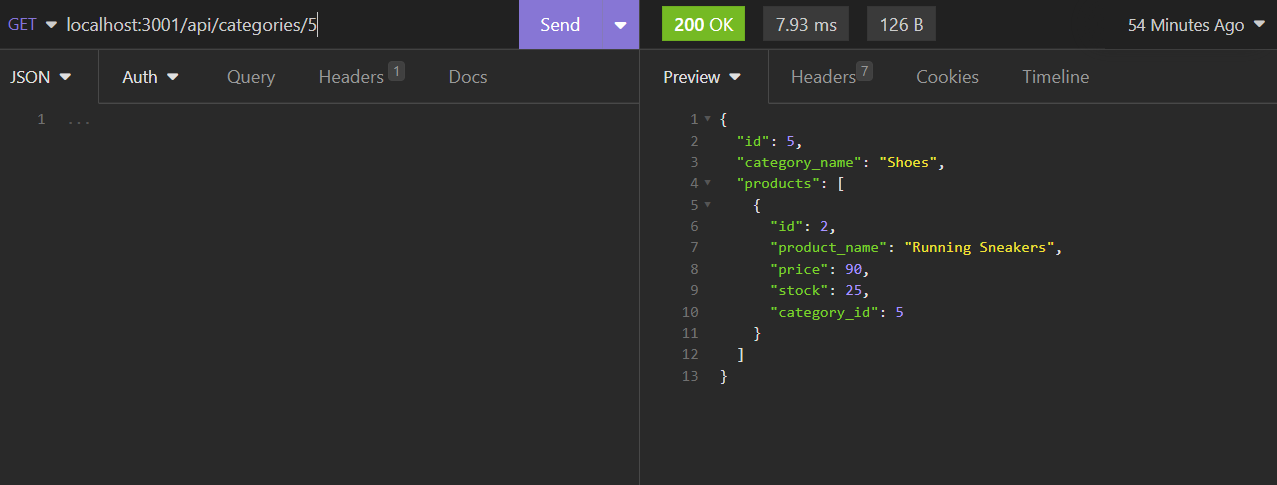 GET localhost:3001/api/categories/5 Send 200 OK 7.93 ms 126 B 54 Minutes Ago
JSON Auth Query Headers 1 Docs Preview Headers 7 Cookies Timeline
1 ...
1 {
2 "id": 5,
3 "category_name": "Shoes",
4 "products": [
5 {
6 "id": 2,
7 "product_name": "Running Sneakers",
8 "price": 90,
9 "stock": 25,
10 "category_id": 5
11 }
12 ]
13 }